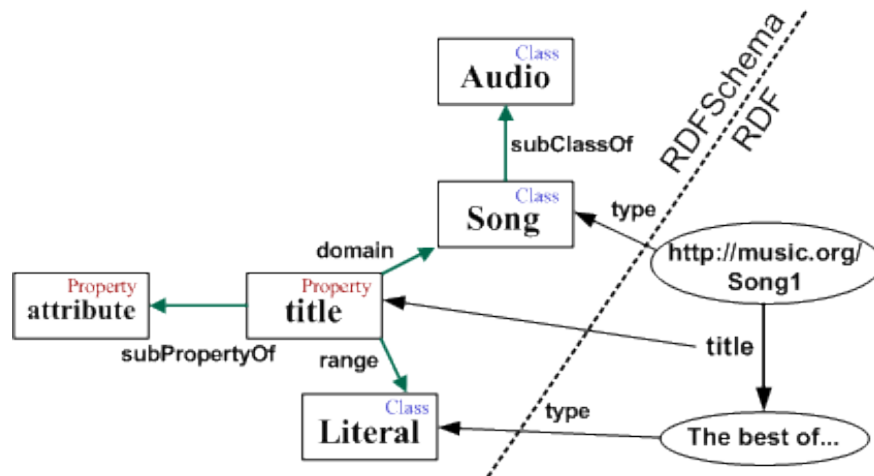 Class
Audio
RDFSchema
RDF
subClassOf
Class
Song
type
http://music.org/
Song1
domain
Property
attribute
Property
title
subPropertyOf
range
title
Class
Literal
type
The best of...